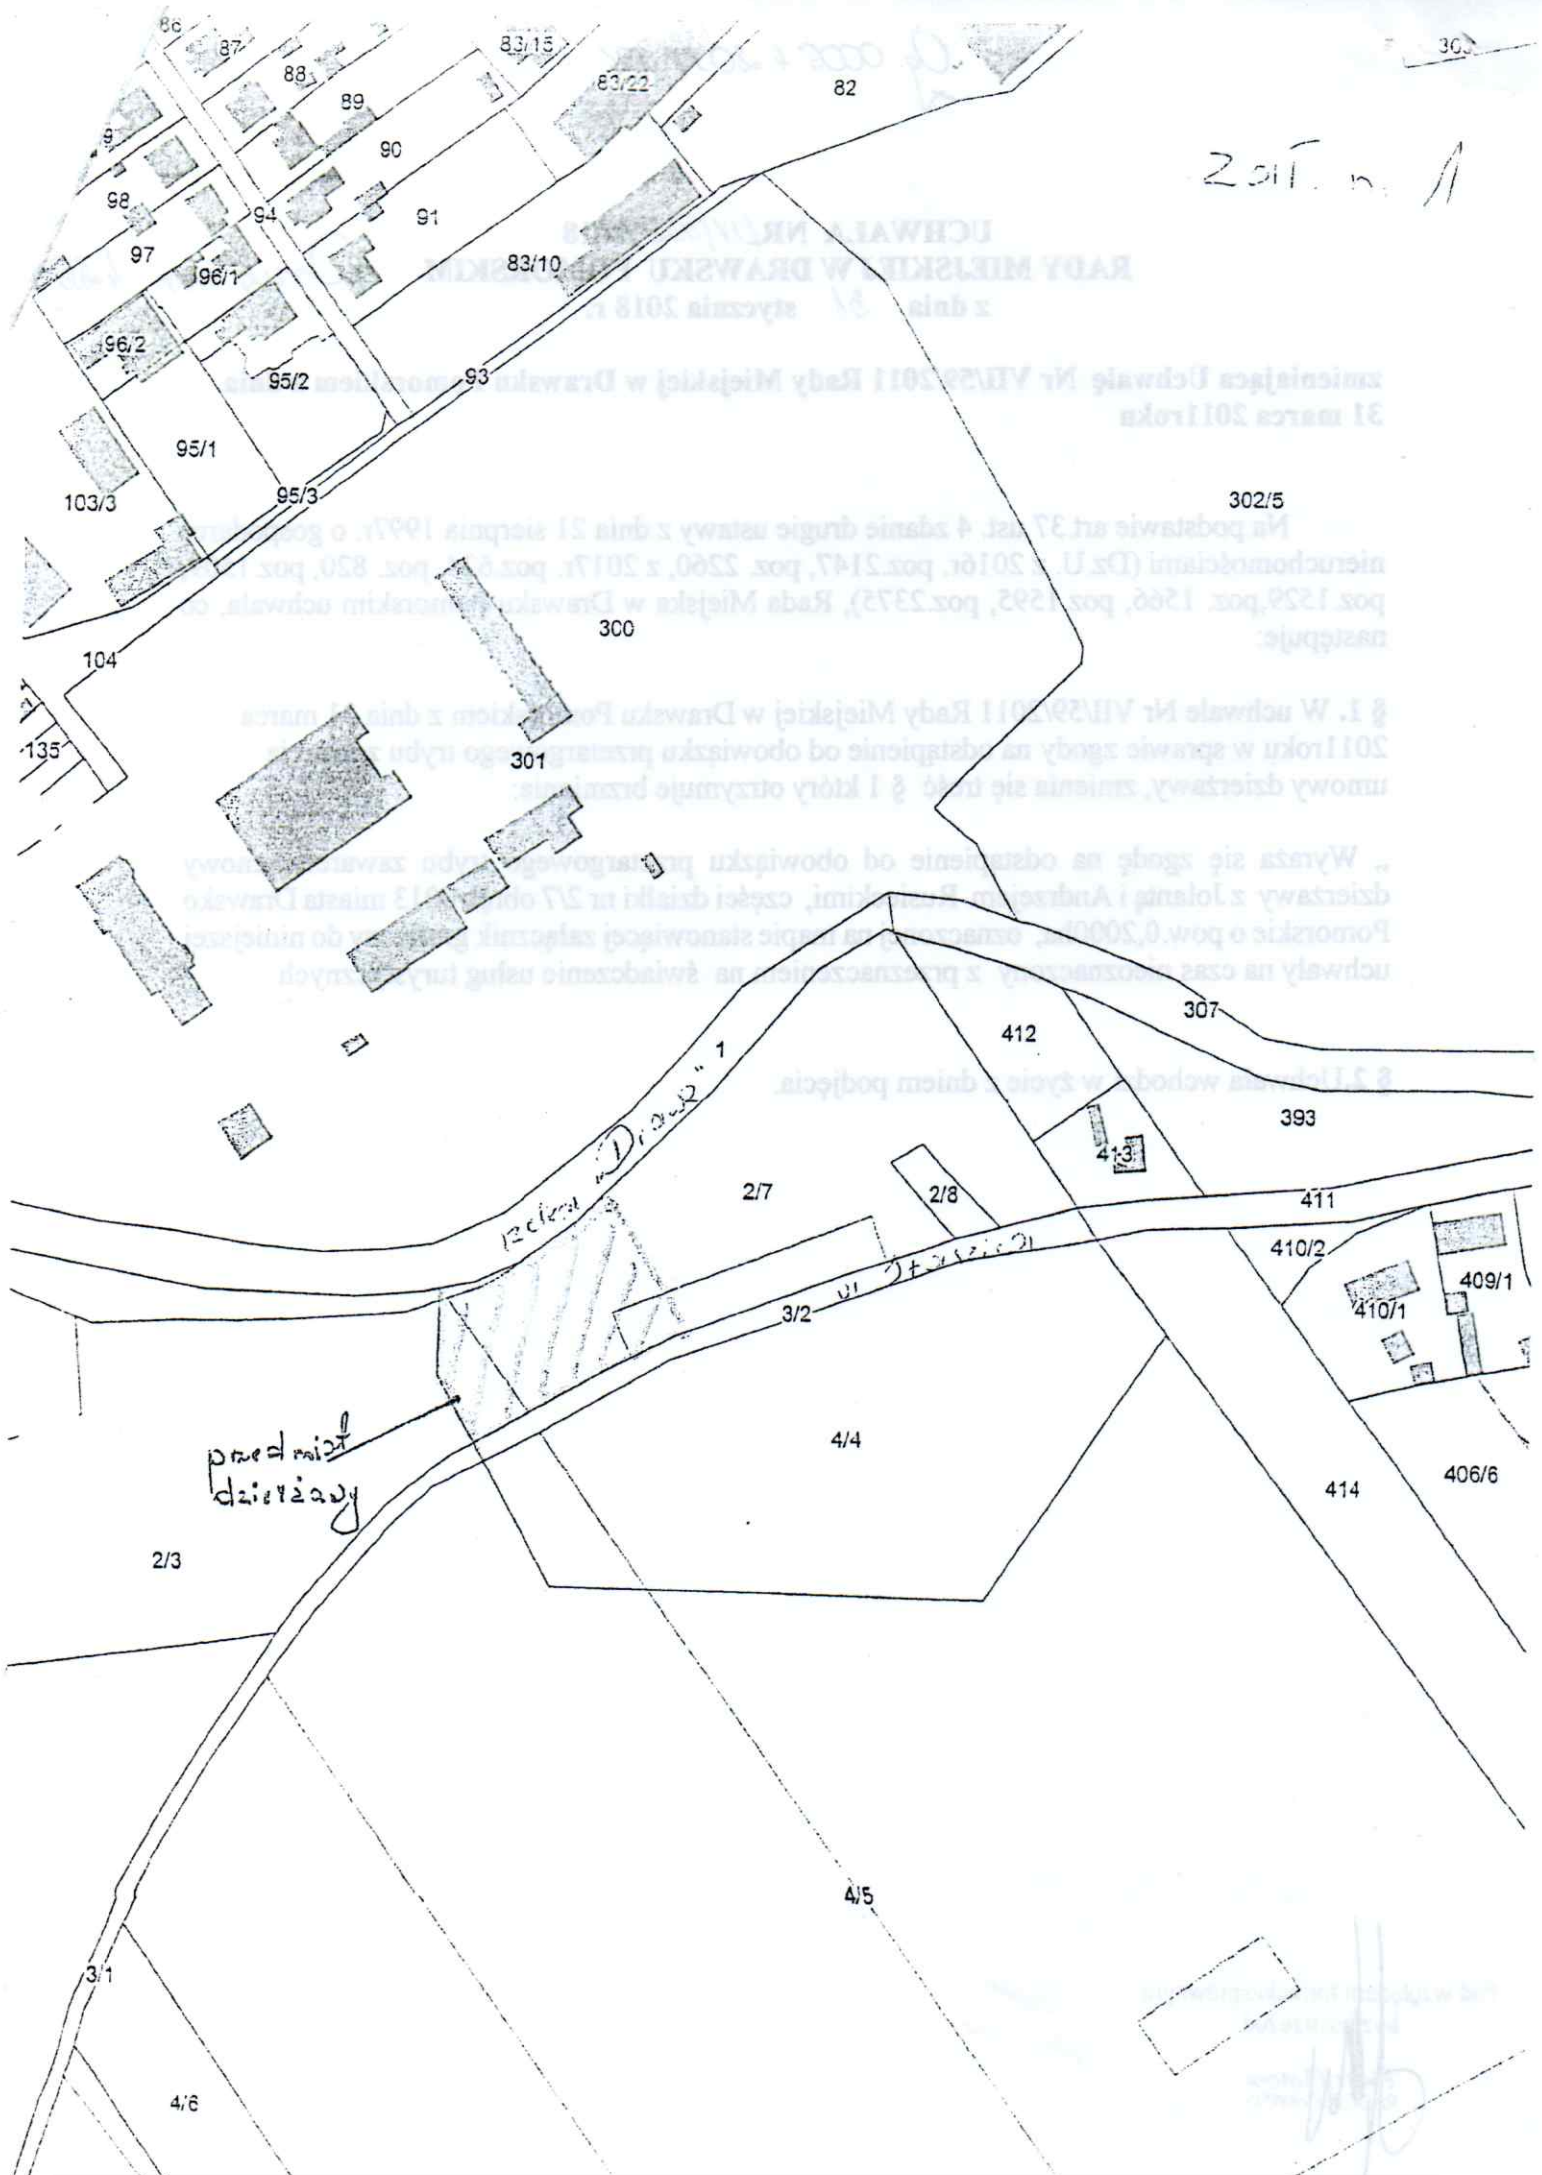 86
87
83/15
303
88
83/22
82
89
9
90
Zał. n. 1
98
94
91
97
83/10
96/1
UCHWAŁA NR
RADY MIEJSKIEJ W DRAWSKU POMORSKIM
z dnia 31 stycznia 2018 r.
96/2
95/2
93
zmieniająca Uchwałę Nr VII/59/2011 Rady Miejskiej w Drawsku Pomorskiem z dnia
31 marca 2011roku
95/1
103/3
95/3
302/5
Na podstawie art.37 ust. 4 zdanie drugie ustawy z dnia 21 sierpnia 1997r. o
nieruchomościami (Dz.U. z 2016r. poz.2147, poz. 2260, z 2017r. poz. 820,
poz.1529,poz. 1566, poz.1595, poz.2375), Rada Miejska w Drawsku Pomorskim uchwala, co
następuje:
300
104
§ 1. W uchwale Nr VII/59/2011 Rady Miejskiej w Drawsku z dnia 31 marca
2011roku w sprawie zgody na odstąpienie od obowiązku przetargowego trybu
umowy dzierżawy, zmienia się treść § 1 który otrzymuje brzmienie:
135
301
„ Wyraża się zgodę na odstąpienie od obowiązku przetargowego trybu zawarcia umowy
dzierżawy z Jolantą i Andrzejem Rusieckimi, części działki nr 2/7 obręb 13 miasta Drawsko
Pomorskie o pow.0,2000ha, oznaczonej na mapie stanowiącej załącznik graficzny do niniejszej
uchwały na czas nieoznaczony z przeznaczeniem na świadczenie usług turystycznych
307
412
1
§ 2.Uchwała wchodzi w życie z dniem podjęcia.
393
rzeka „Drawa"
413
2/7
2/8
411
410/2
ul Starszica
409/1
3/2
410/1
przedmiot
dzierżawy
4/4
406/6
414
2/3
4/5
3/1
4/6